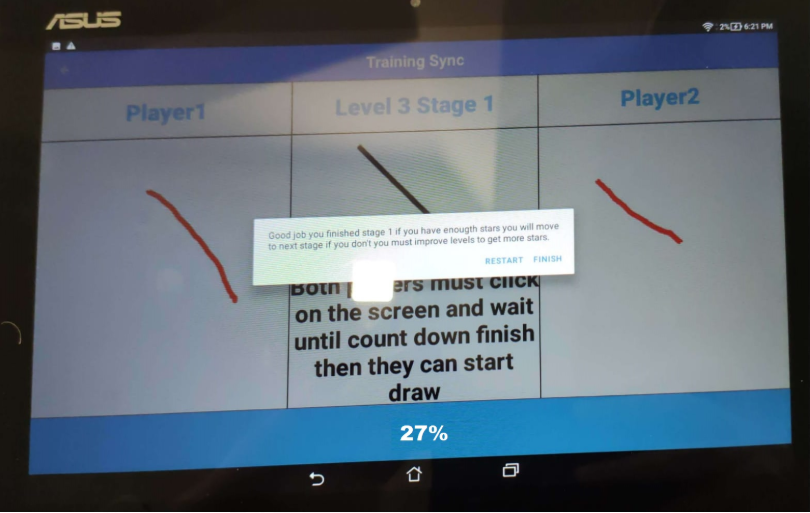 ASUS
2% 6:21 PM
Training Sync
Player1
Level 3 Stage 1
Player2
Good job you finished stage 1 if you have enougth stars you will move
to next stage if you don't you must improve levels to get more stars.
RESTART FINISH
Both must click
on the screen and wait
until count down finish
then they can start
draw
27%